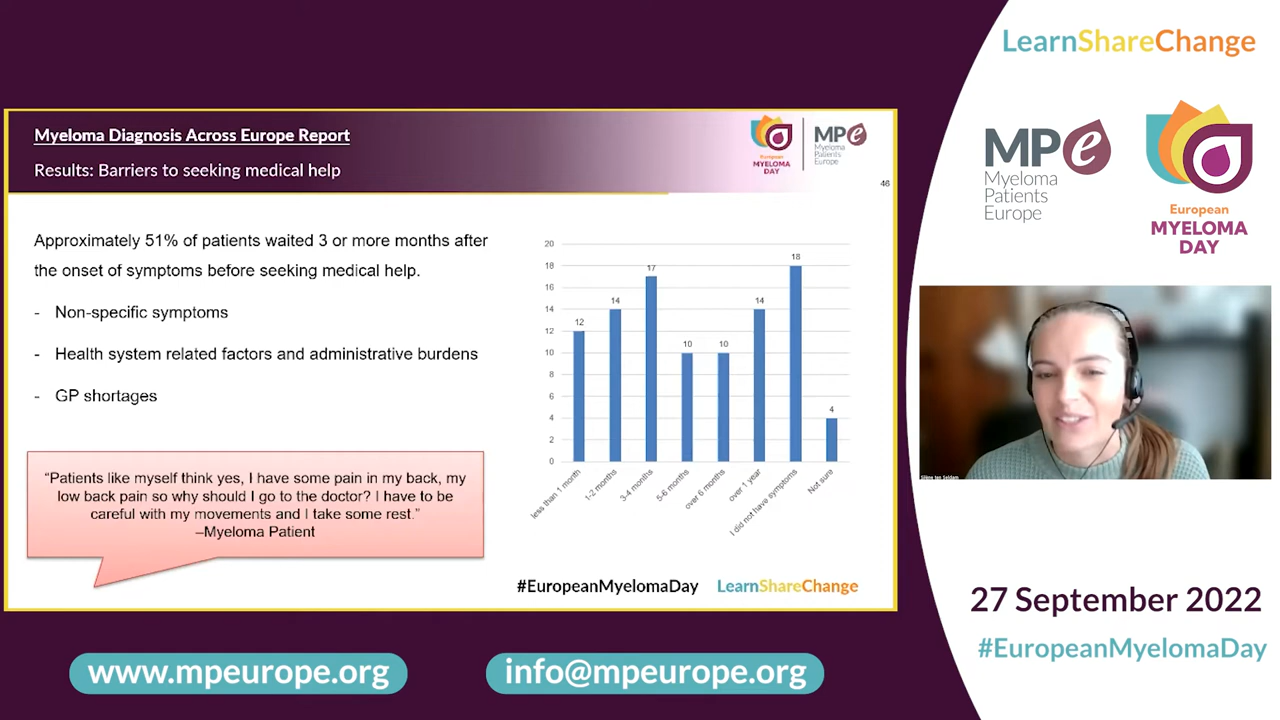 LearnShareChange
MPe
Myeloma
Patients
Europe
European
MYELOMA
DAY
Myeloma Diagnosis Across Europe Report
Results: Barriers to seeking medical help
European
MYELOMA
DAY
MPe
Myeloma
Patients
Europe
46
Approximately 51% of patients waited 3 or more months after
the onset of symptoms before seeking medical help.
- Non-specific symptoms
- Health system related factors and administrative burdens
- GP shortages
“Patients like myself think yes, I have some pain in my back, my
low back pain so why should I go to the doctor? I have to be
careful with my movements and I take some rest.”
–Myeloma Patient
20
18
16
14
12
10
8
6
4
2
0
12
14
17
10
10
14
18
4
less than 1 month
1-2 months
3-4 months
5-6 months
over 6 months
over 1 year
I did not have symptoms
Not sure
#EuropeanMyelomaDay
LearnShareChange
Silene ten Seldam
27 September 2022
#EuropeanMyelomaDay
www.mpeurope.org
info@mpeurope.org